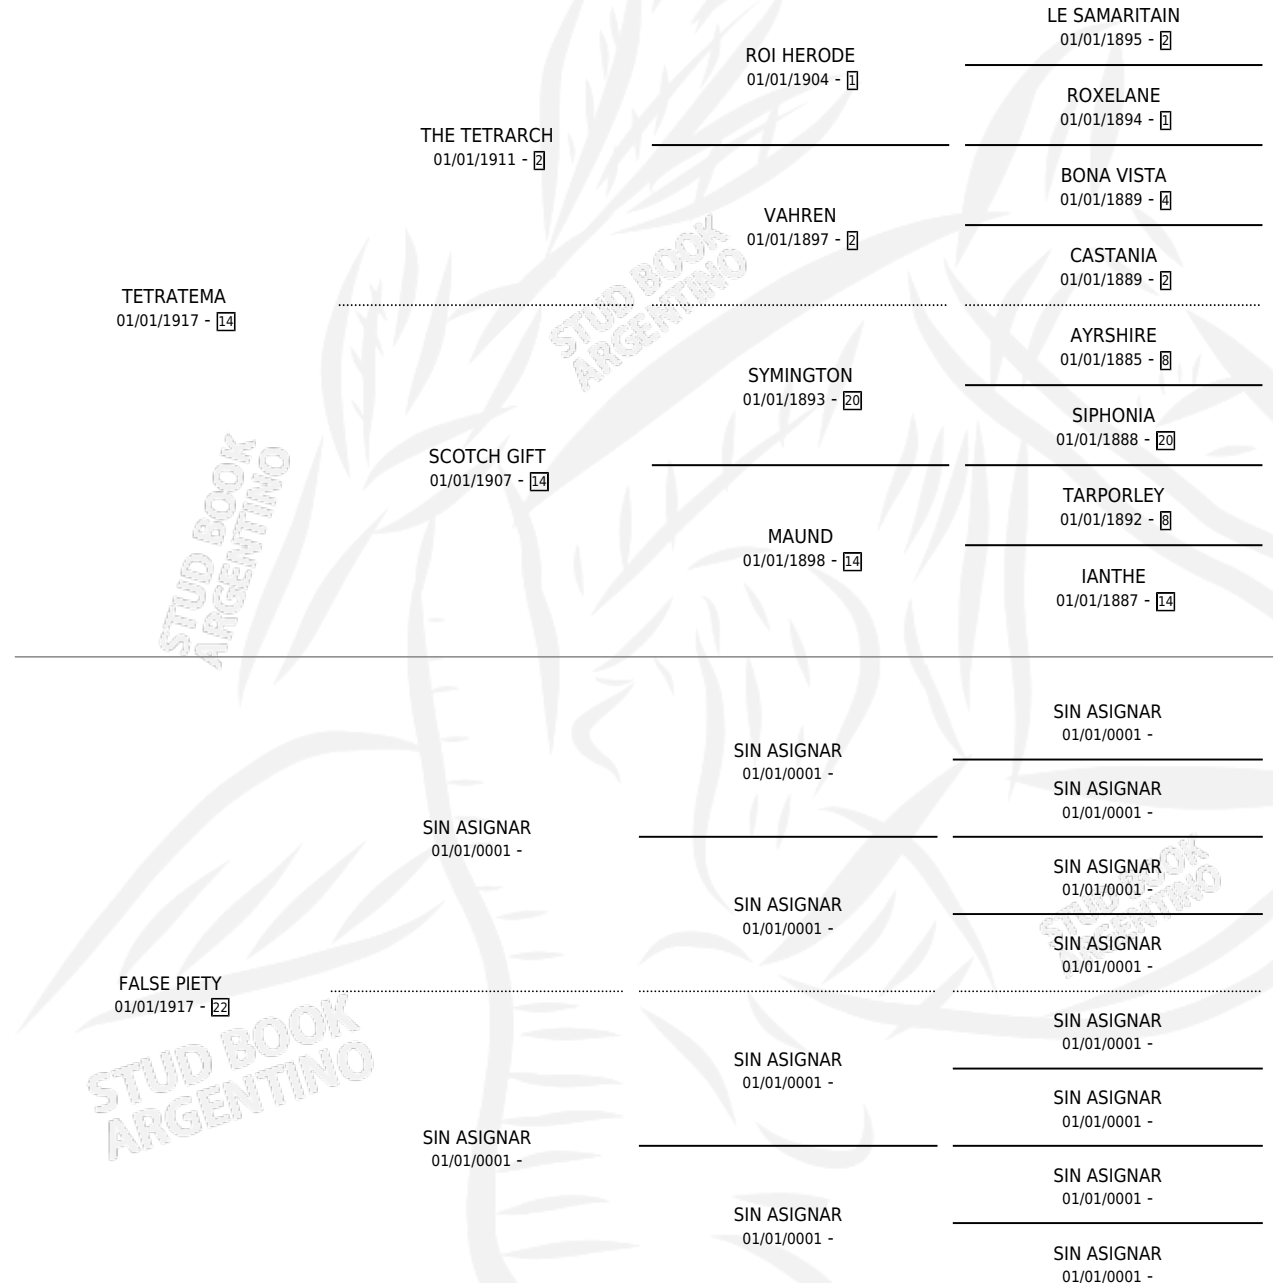 LE SAMARITAIN
01/01/1895 - 2
ROI HERODE
01/01/1904 - 1
ROXELANE
01/01/1894 - 1
THE TETRARCH
01/01/1911 - 2
BONA VISTA
01/01/1889 - 4
VAHREN
01/01/1897 - 2
CASTANIA
01/01/1889 - 2
TETRATEMA
01/01/1917 - 14
AYRSHIRE
01/01/1885 - 8
SYMINGTON
01/01/1893 - 20
SIPHONIA
01/01/1888 - 20
SCOTCH GIFT
01/01/1907 - 14
TARPORLEY
01/01/1892 - 8
MAUND
01/01/1898 - 14
IANTHE
01/01/1887 - 14
STUD BOOK
ARGENTINO
STUD BOOK
ARGENTINO
SIN ASIGNAR
01/01/0001 -
SIN ASIGNAR
01/01/0001 -
SIN ASIGNAR
01/01/0001 -
SIN ASIGNAR
01/01/0001 -
SIN ASIGNAR
01/01/0001 -
SIN ASIGNAR
01/01/0001 -
SIN ASIGNAR
01/01/0001 -
STUD BOOK
ARGENTINO
FALSE PIETY
01/01/1917 - 22
SIN ASIGNAR
01/01/0001 -
SIN ASIGNAR
01/01/0001 -
SIN ASIGNAR
01/01/0001 -
SIN ASIGNAR
01/01/0001 -
SIN ASIGNAR
01/01/0001 -
SIN ASIGNAR
01/01/0001 -
SIN ASIGNAR
01/01/0001 -
STUD BOOK
ARGENTINO